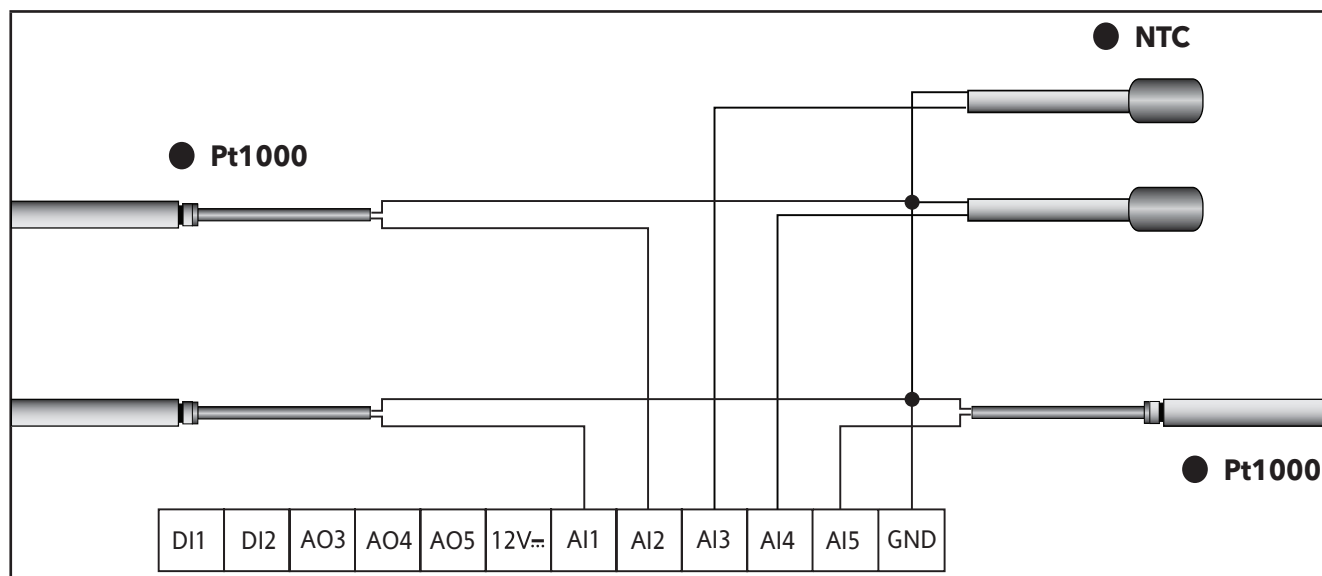 NTC
Pt1000
Pt1000
DI1 DI2 AO3 AO4 AO5 12V⎓ AI1 AI2 AI3 AI4 AI5 GND